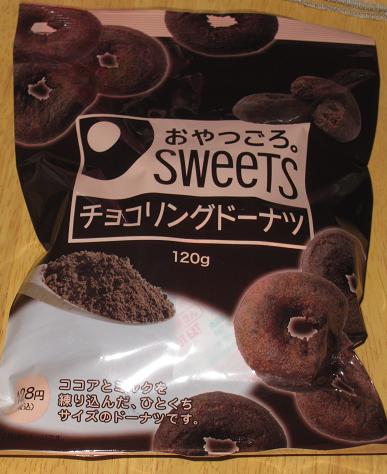 おやつごろ。
SWEETS
チョコリングドーナツ
120g
ココアとミルクを
練り込んだ、ひとくち
サイズのドーナツです。